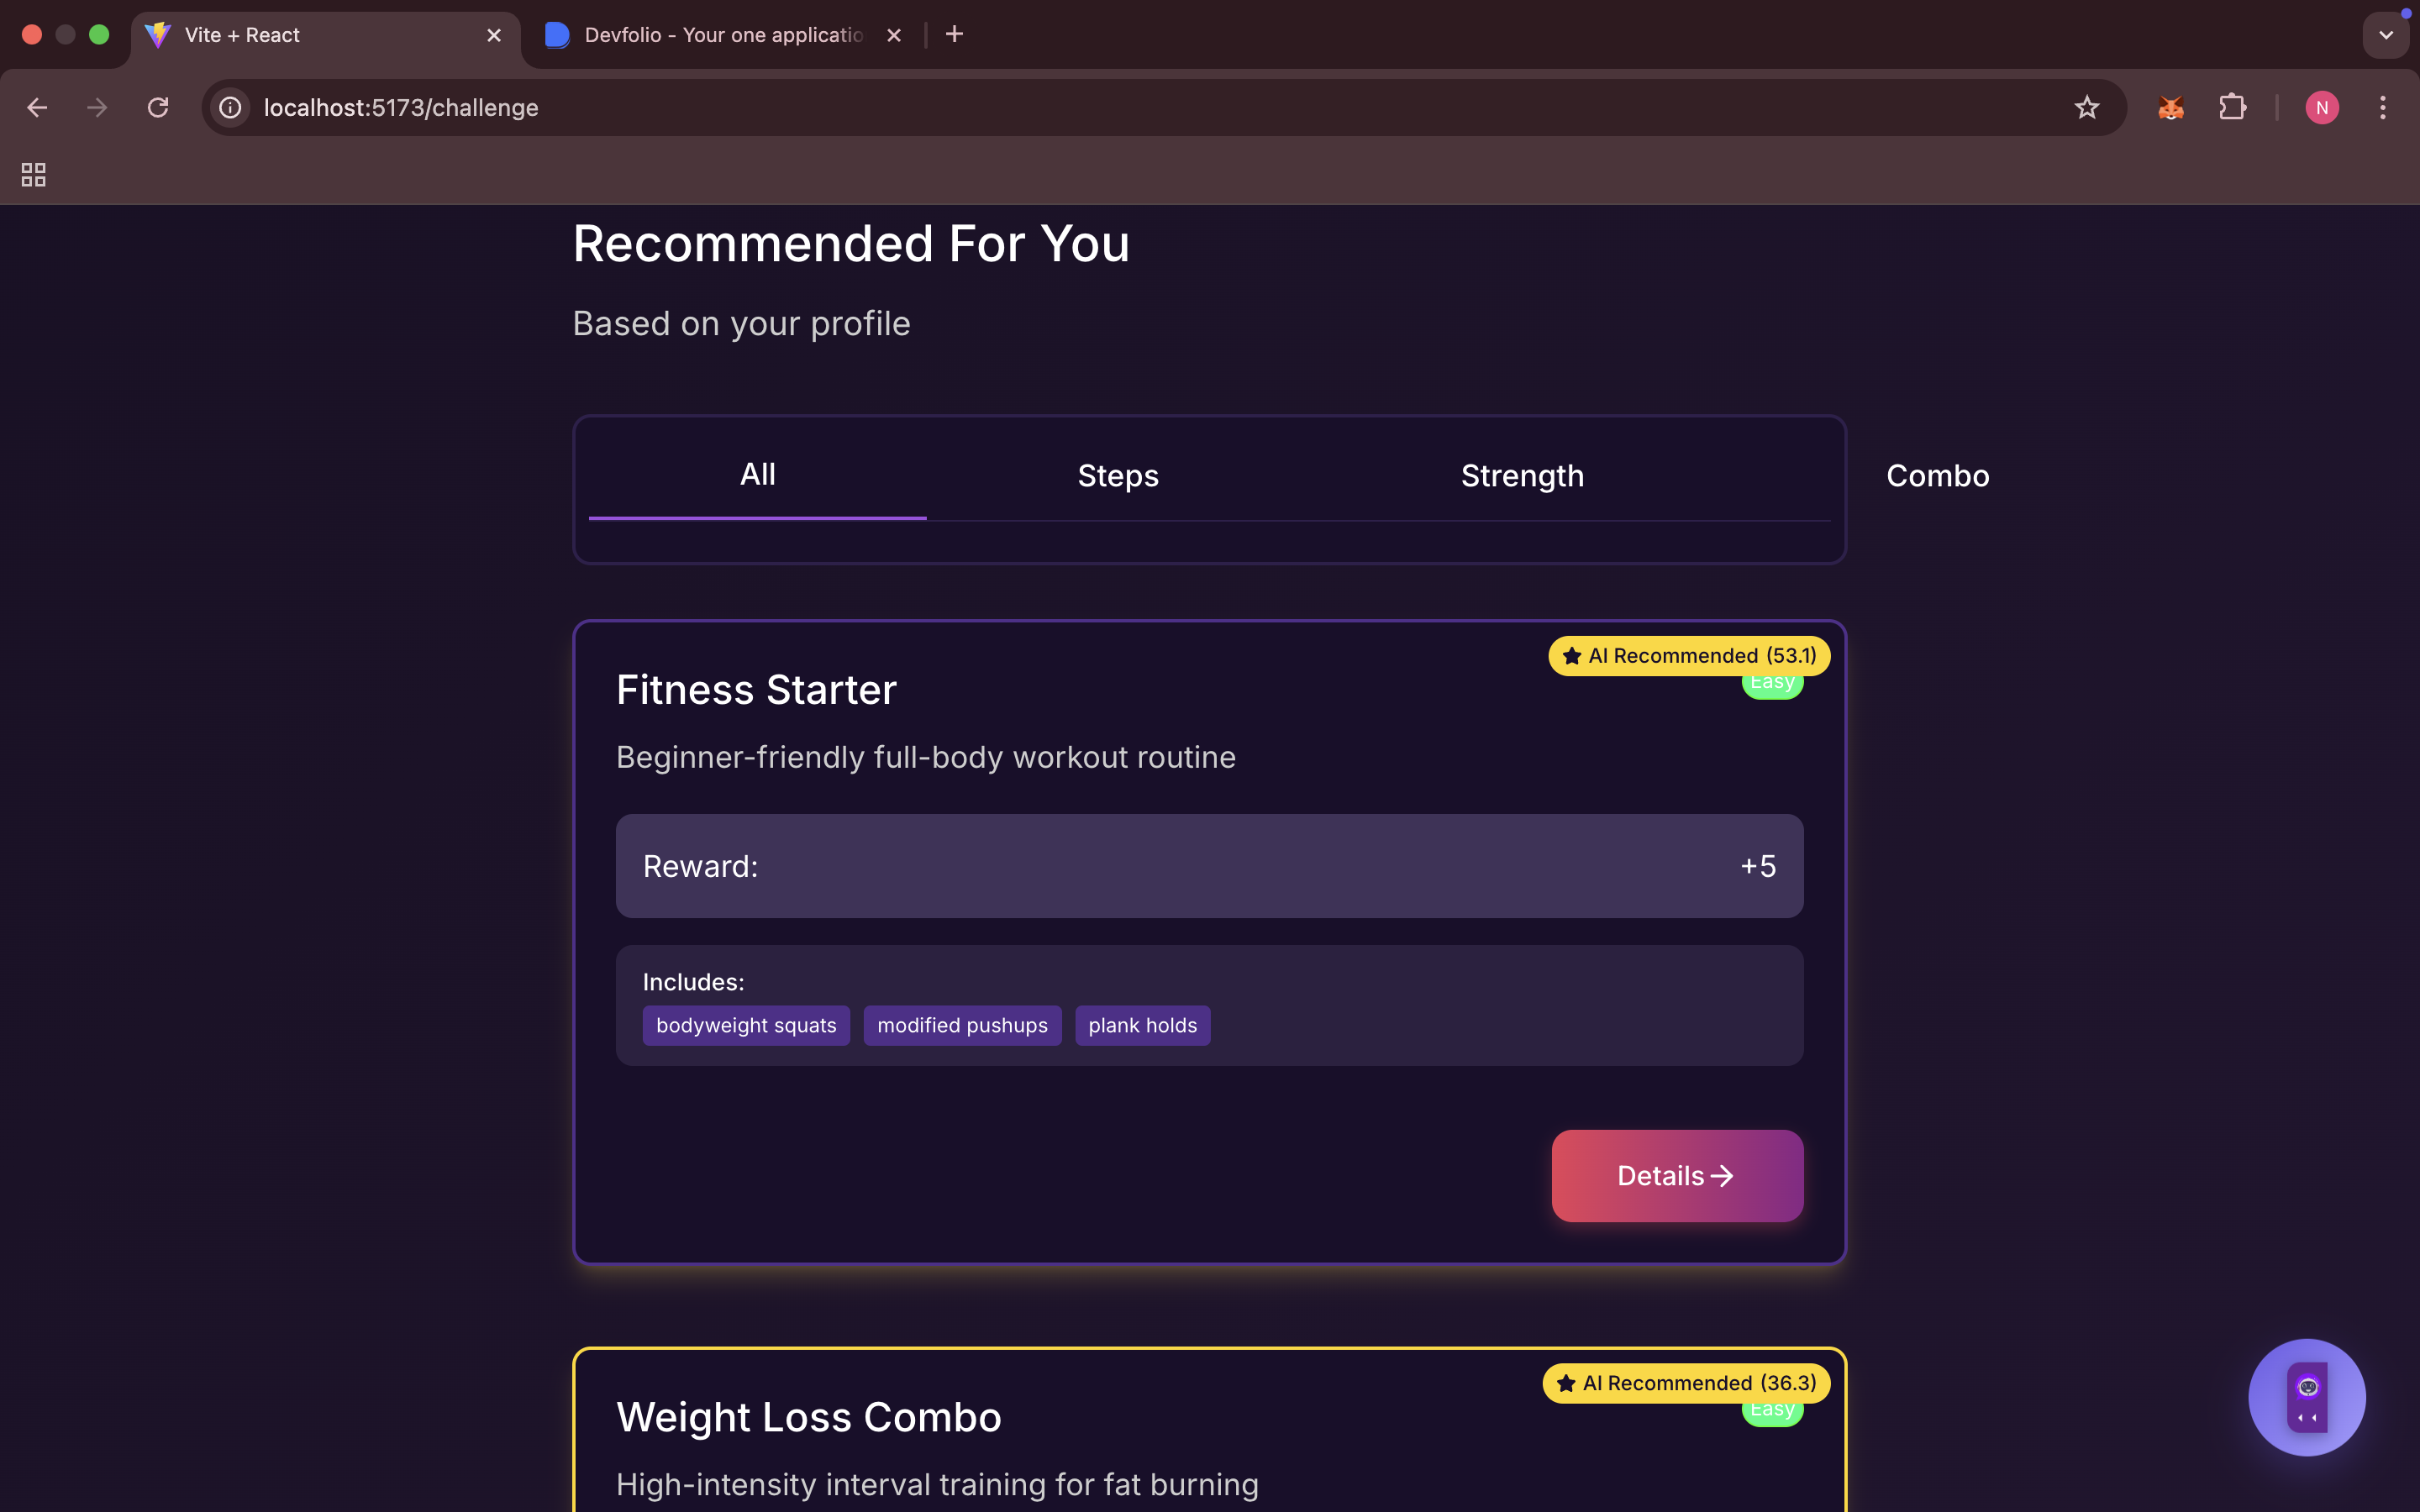 Vite + React
Devfolio - Your one applicatio
localhost:5173/challenge
N
Recommended For You
Based on your profile
All Steps Strength Combo
AI Recommended (53.1)
Easy
Fitness Starter
Beginner-friendly full-body workout routine
Reward: +5
Includes:
bodyweight squats modified pushups plank holds
Details
AI Recommended (36.3)
Easy
Weight Loss Combo
High-intensity interval training for fat burning